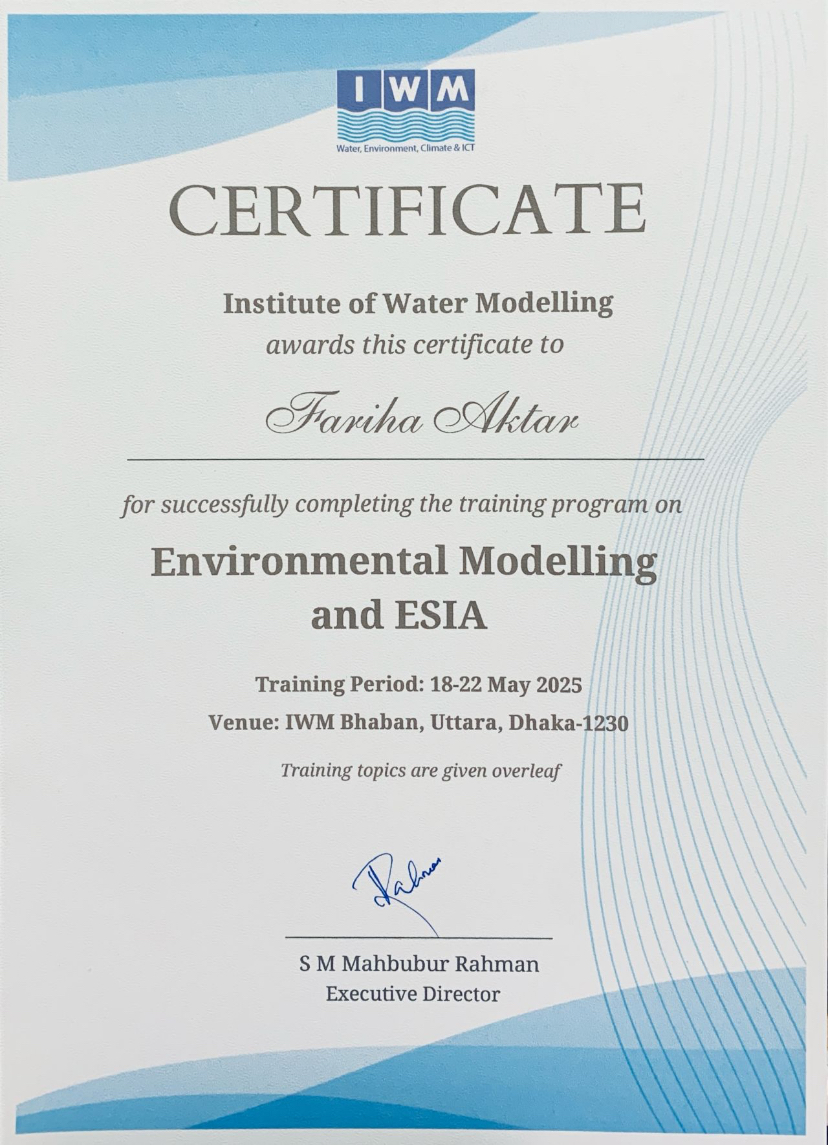 IWM
Water, Environment, Climate & ICT
CERTIFICATE
Institute of Water Modelling
awards this certificate to
Fariha Aktar
for successfully completing the training program on
Environmental Modelling
and ESIA
Training Period: 18-22 May 2025
Venue: IWM Bhaban, Uttara, Dhaka-1230
Training topics are given overleaf
Rahman
S M Mahbubur Rahman
Executive Director